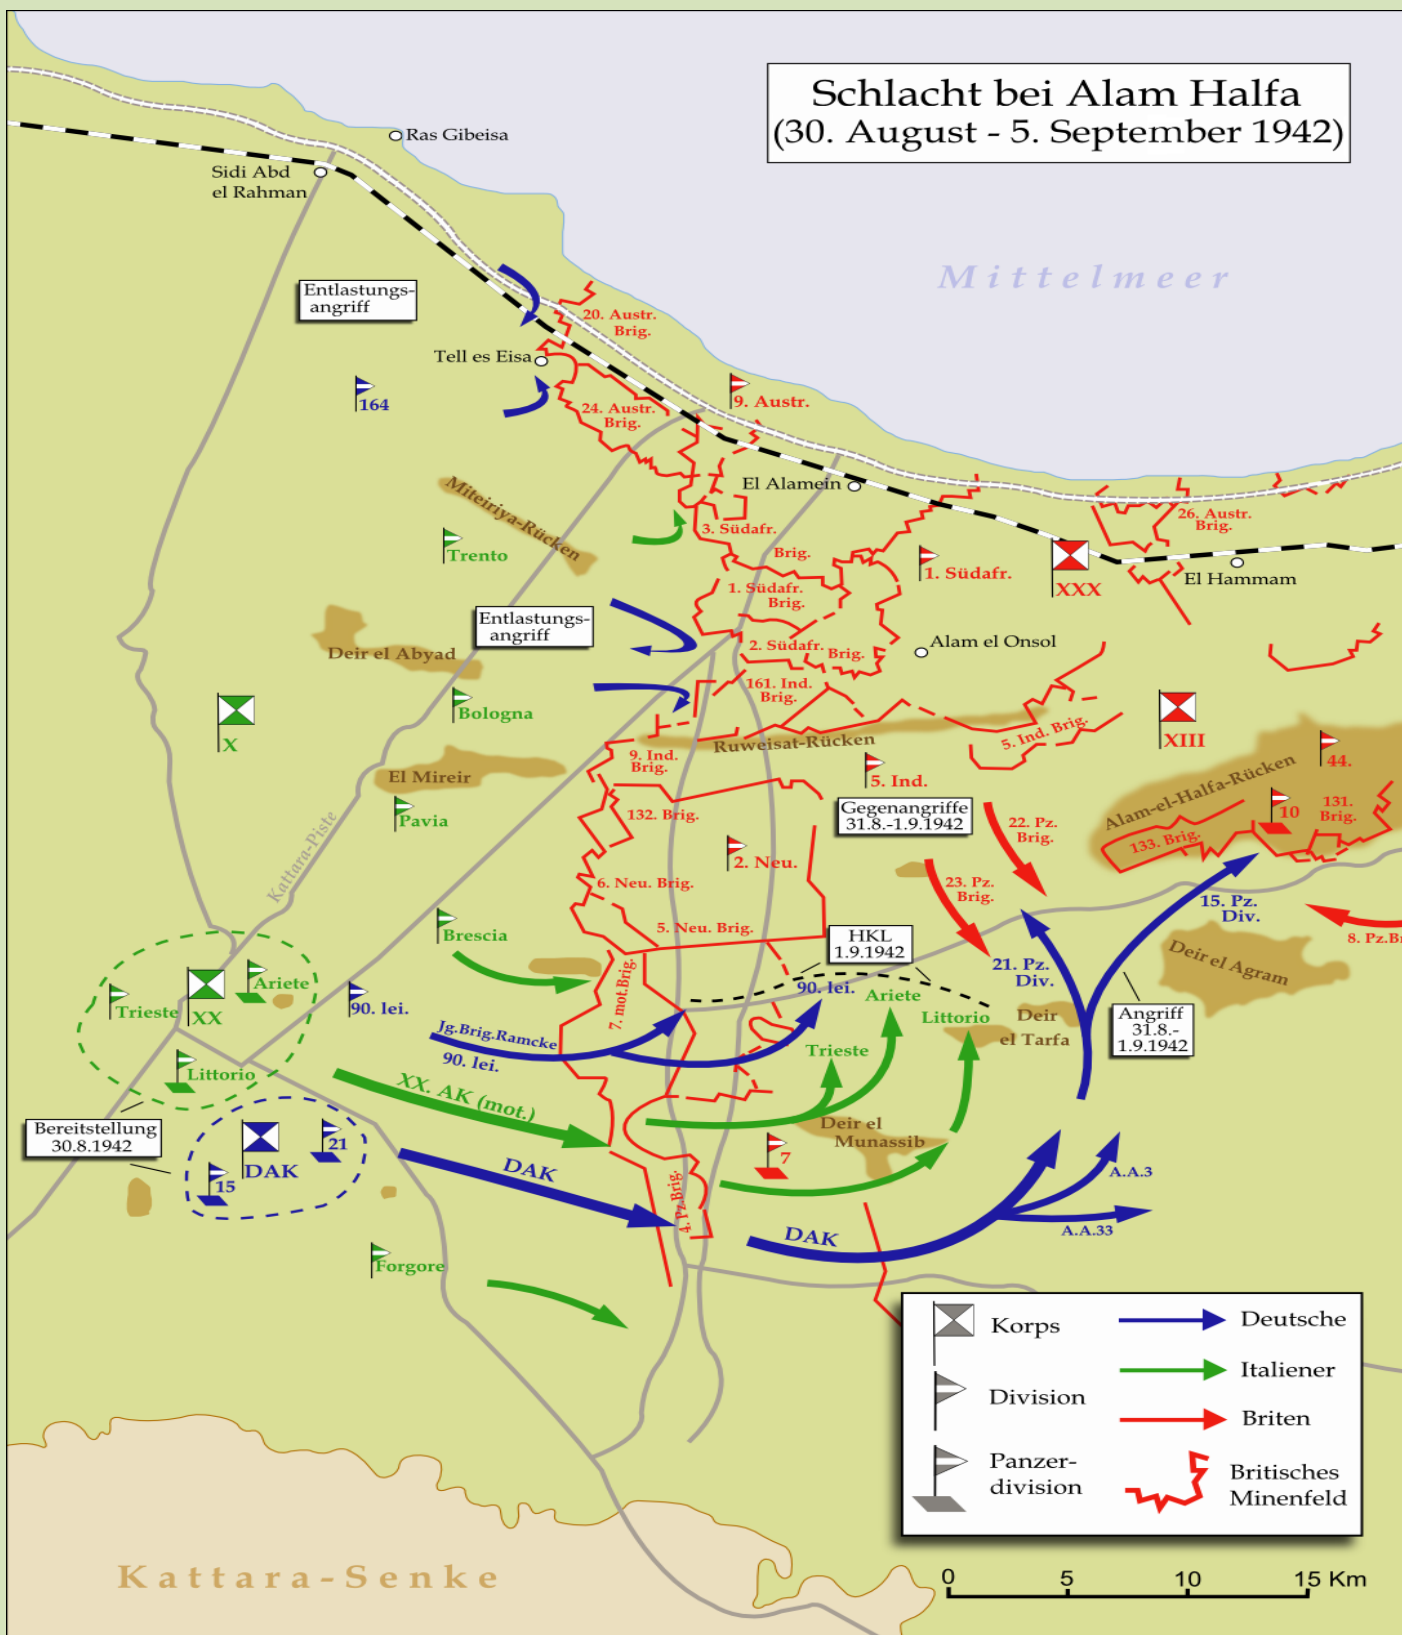 Schlacht bei Alam Halfa
(30. August - 5. September 1942)
Ras Gibeisa
Sidi Abd
el Rahman
Mittelmeer
Entlastungs-
angriff
20. Austr.
Brig.
Tell es Eisa
164
9. Austr.
24. Austr.
Brig.
El Alamein
Miteiriya-Rücken
26. Austr.
Brig.
3. Südafr.
Brig.
Trento
1. Südafr.
XXX
El Hammam
1. Südafr.
Brig.
Entlastungs-
angriff
Deir el Abyad
2. Südafr. Brig.
Alam el Onsol
161. Ind.
Brig.
Bologna
X
XIII
Ruweisat-Rücken
5. Ind. Brig.
9. Ind.
Brig.
44.
El Mireir
5. Ind.
Alam-el-Halfa-Rücken
Pavia
132. Brig.
Gegenangriffe
31.8.-1.9.1942
22. Pz.
Brig.
10
131.
Brig.
133. Brig.
Kattara-Piste
2. Neu.
6. Neu. Brig.
23. Pz.
Brig.
15. Pz.
Div.
Brescia
5. Neu. Brig.
HKL
1.9.1942
8. Pz.Br
Deir el Agram
7. mot.Brig.
21. Pz.
Div.
Ariete
Trieste
XX
90. lei.
90. lei.
Ariete
Littorio
Deir
el Tarfa
Angriff
31.8.-
1.9.1942
Jg.Brig.Ramcke
90. lei.
Trieste
Littorio
XX. AK (mot.)
Bereitstellung
30.8.1942
21
DAK
15
DAK
Deir el
Munassib
7
4. Pz.Brig.
A.A.3
A.A.33
DAK
Forgore
Korps
Division
Panzer-
division
Deutsche
Italiener
Briten
Britisches
Minenfeld
Kattara-Senke
0 5 10 15 Km